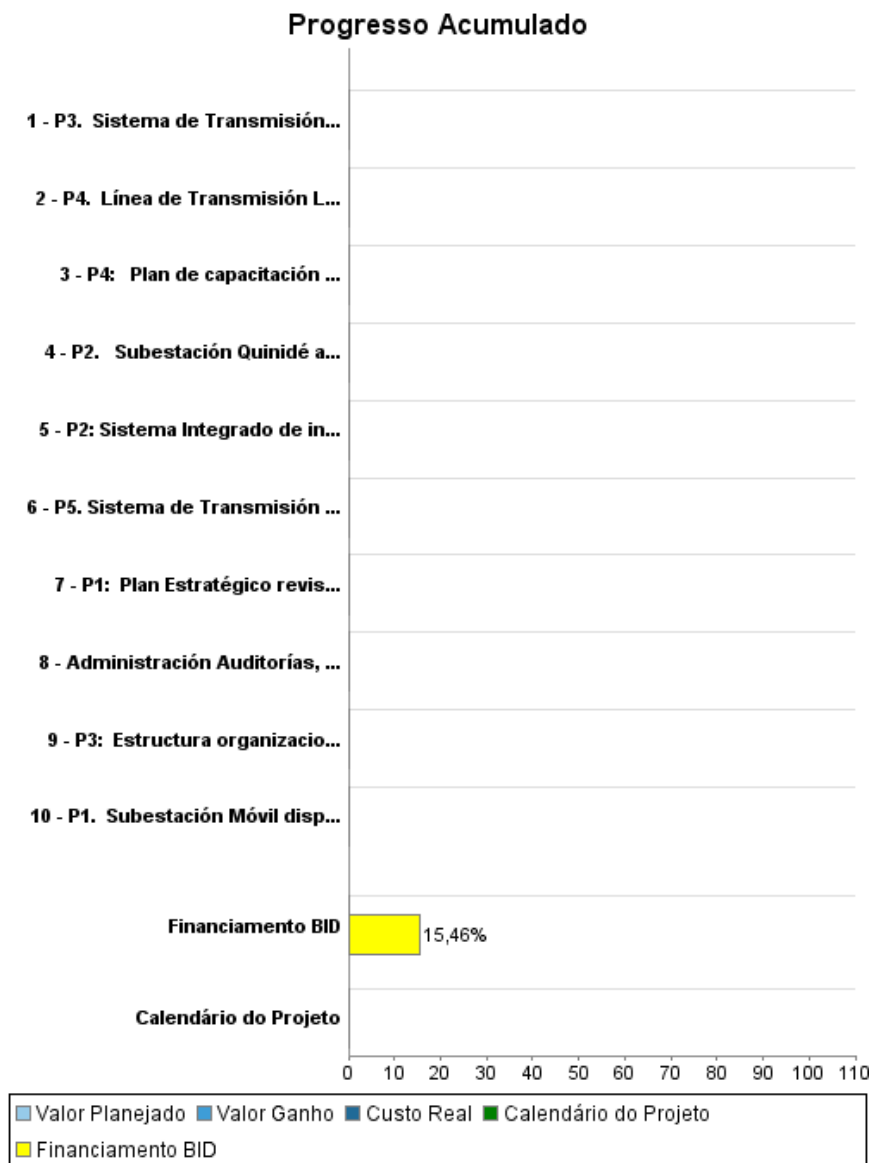 Progresso Acumulado
1 - P3.  Sistema de Transmisión...
2 - P4.  Línea de Transmisión L...
3 - P4:   Plan de capacitación ...
4 - P2.   Subestación Quinidé a...
5 - P2: Sistema Integrado de in...
6 - P5. Sistema de Transmisión ...
7 - P1:  Plan Estratégico revis...
8 - Administración Auditorías, ...
9 - P3:  Estructura organizacio...
10 - P1.  Subestación Móvil disp...
Financiamento BID 15,46%
Calendário do Projeto
0 10 20 30 40 50 60 70 80 90 100 110
Valor Planejado Valor Ganho Custo Real Calendário do Projeto
Financiamento BID